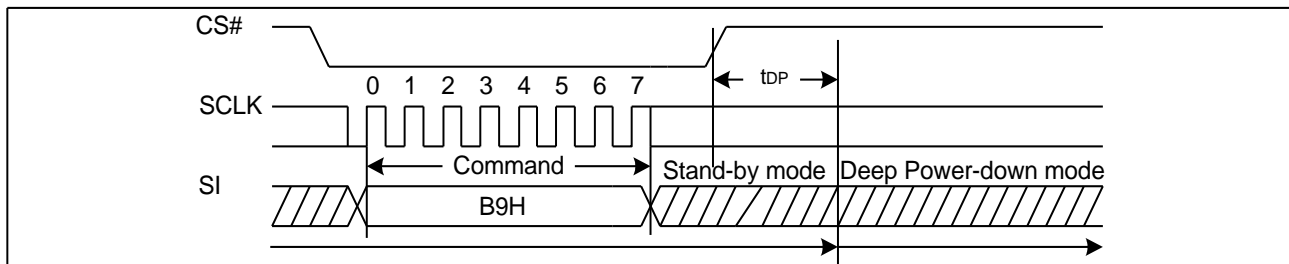 CS#
tDP
0 1 2 3 4 5 6 7
SCLK
Command
Stand-by mode Deep Power-down mode
SI
B9H